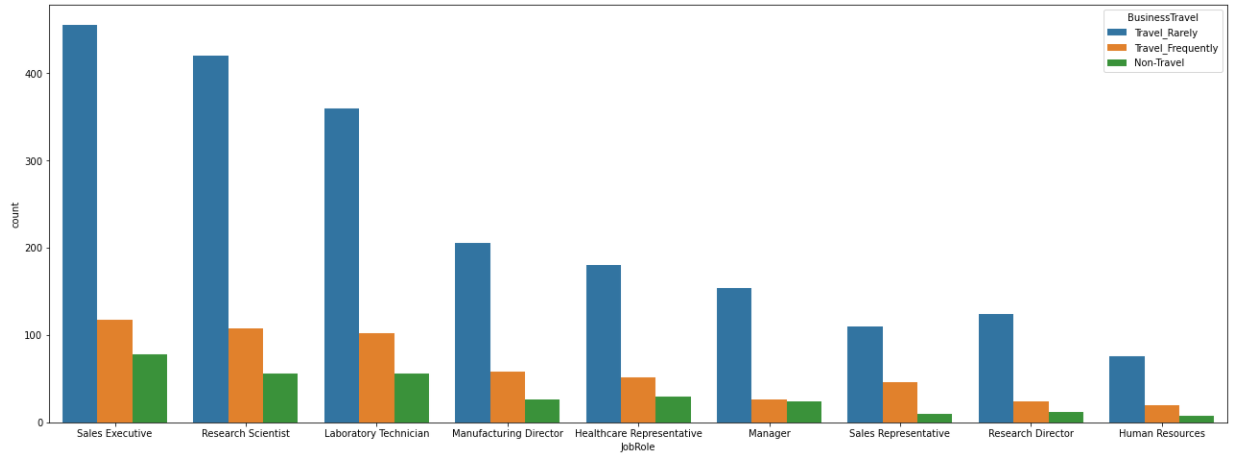 BusinessTravel
Travel_Rarely
Travel_Frequently
Non-Travel
count
400
300
200
100
0
Sales Executive Research Scientist Laboratory Technician Manufacturing Director Healthcare Representative Manager Sales Representative Research Director Human Resources
JobRole